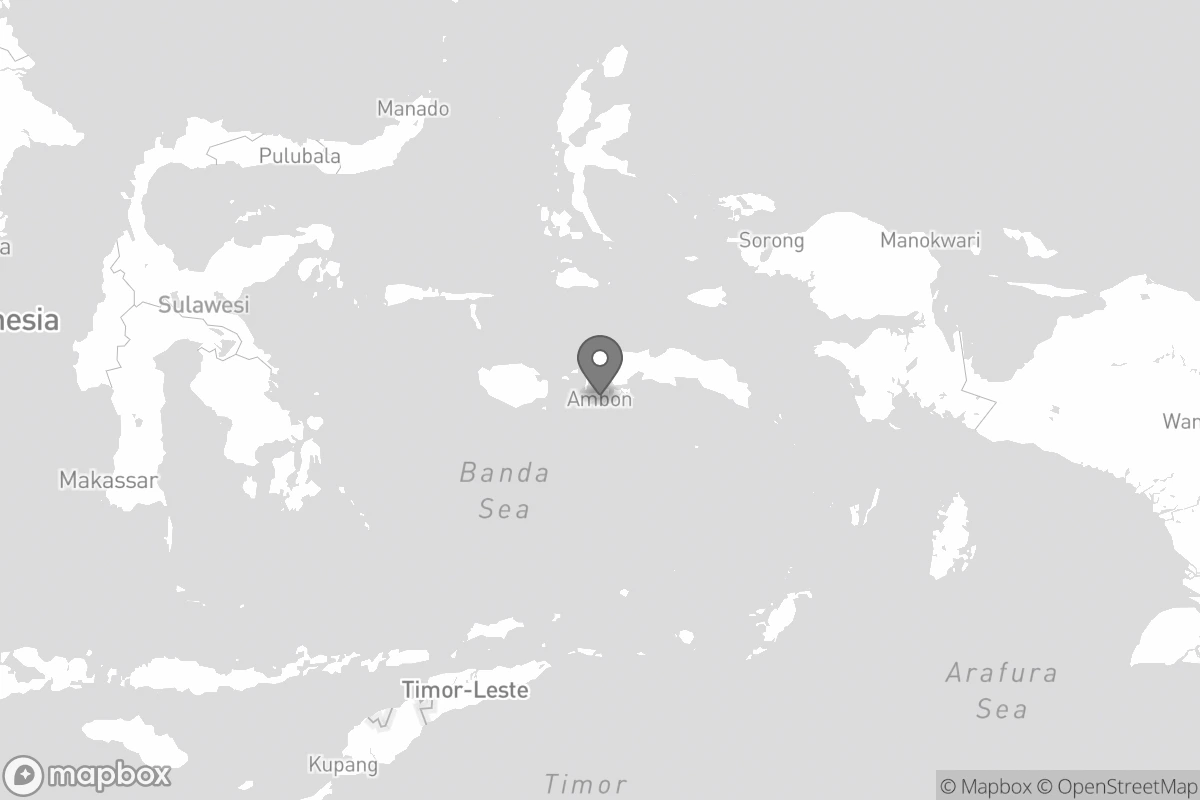 Manado
Pulubala
Sorong
Manokwari
a
Sulawesi
nesia
Ambon
Wan
Banda
Sea
Makassar
Arafura
Sea
Timor-Leste
Kupang
Timor
mapbox
© Mapbox © OpenStreetMap